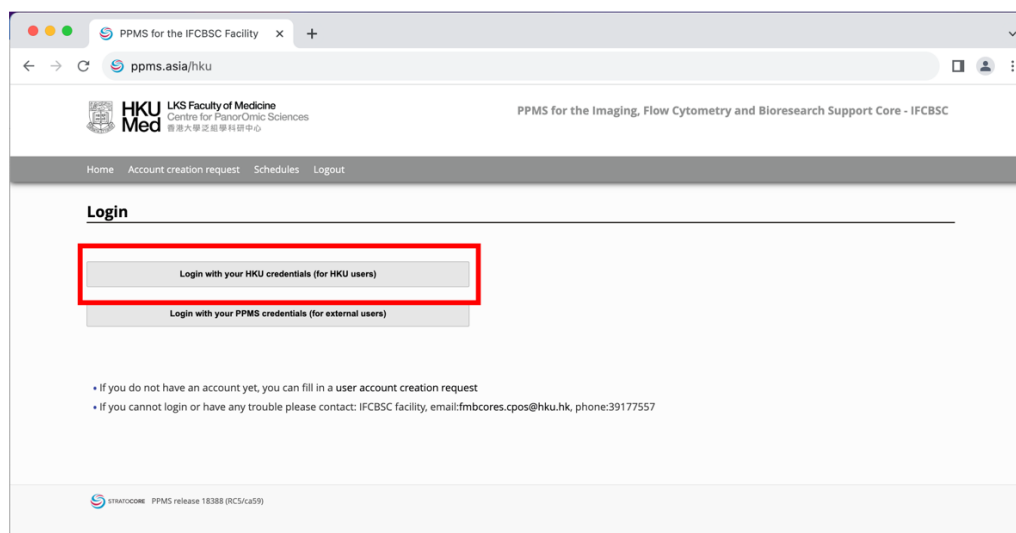 PPMS for the IFCBSC Facility
ppms.asia/hku
HKU Med
LKS Faculty of Medicine
Centre for PanorOmic Sciences
香港大學泛組學科研中心
PPMS for the Imaging, Flow Cytometry and Bioresearch Support Core - IFCBSC
Home Account creation request Schedules Logout
Login
Login with your HKU credentials (for HKU users)
Login with your PPMS credentials (for external users)
• If you do not have an account yet, you can fill in a user account creation request
• If you cannot login or have any trouble please contact: IFCBSC facility, email:fmbcores.cpos@hku.hk, phone:39177557
STRATOCORE PPMS release 18388 (RC5/ca59)